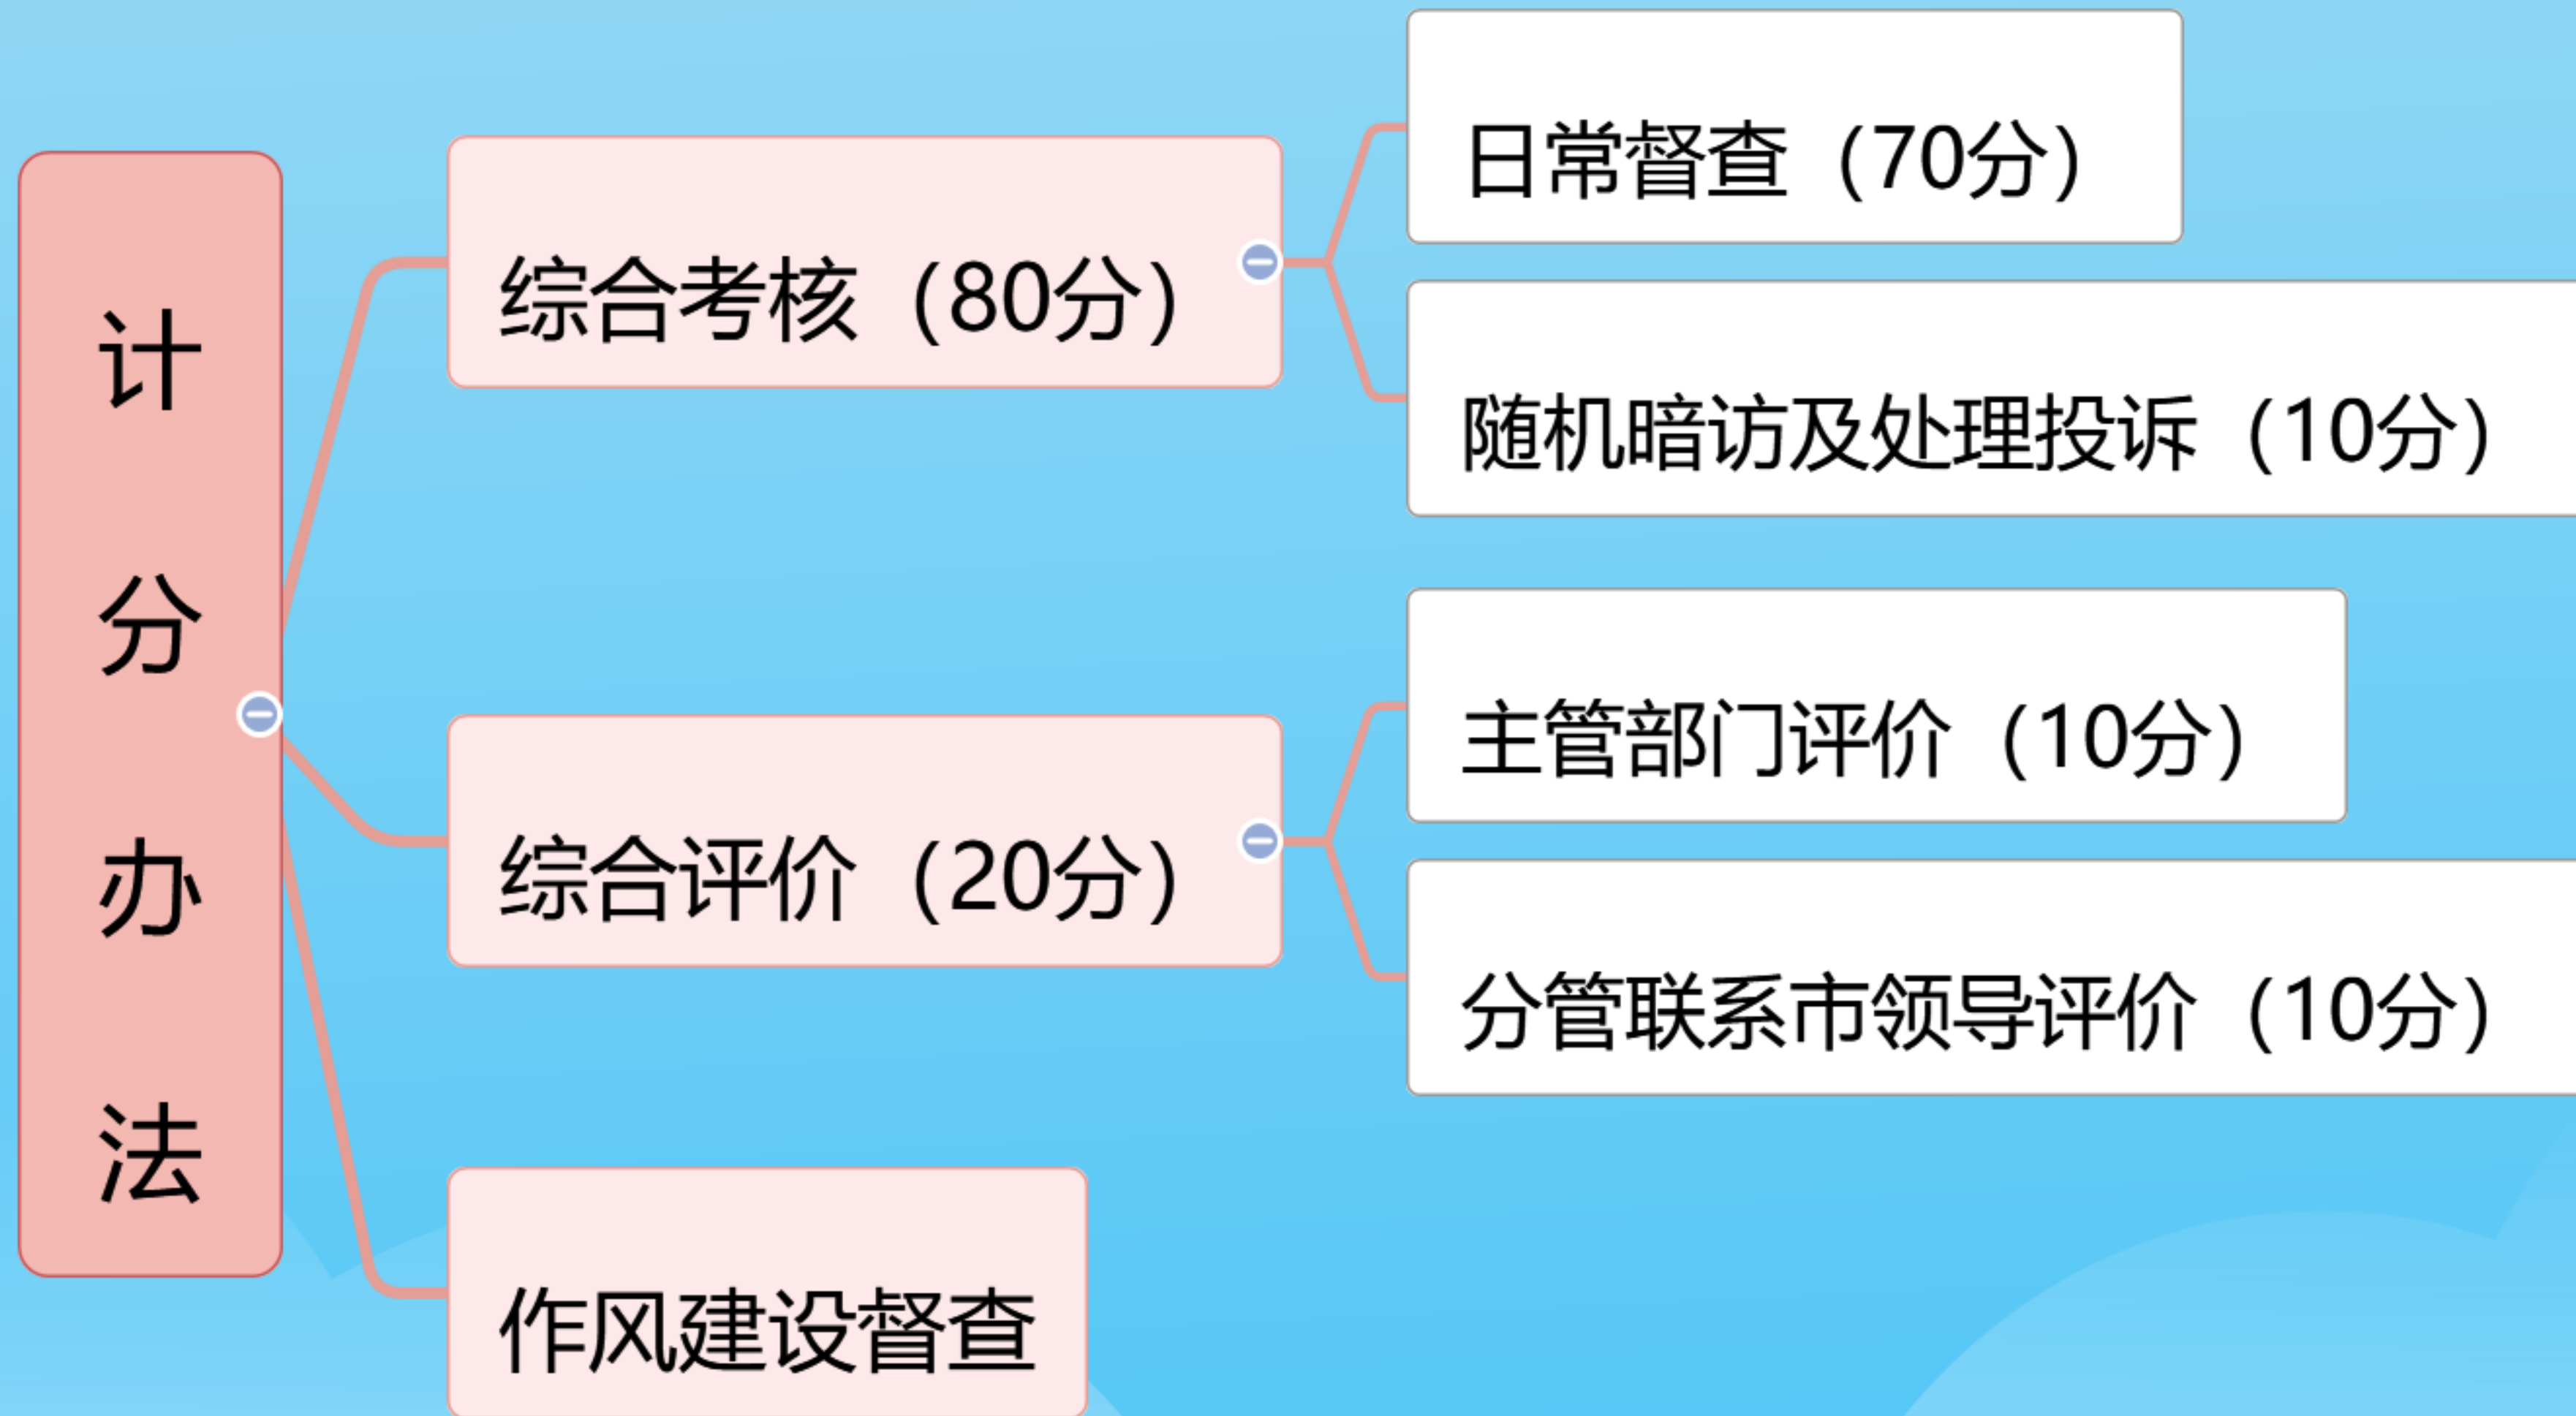 计
分
办
法
综合考核（80分）
日常督查（70分）
随机暗访及处理投诉（10分）
综合评价（20分）
主管部门评价（10分）
分管联系市领导评价（10分）
作风建设督查